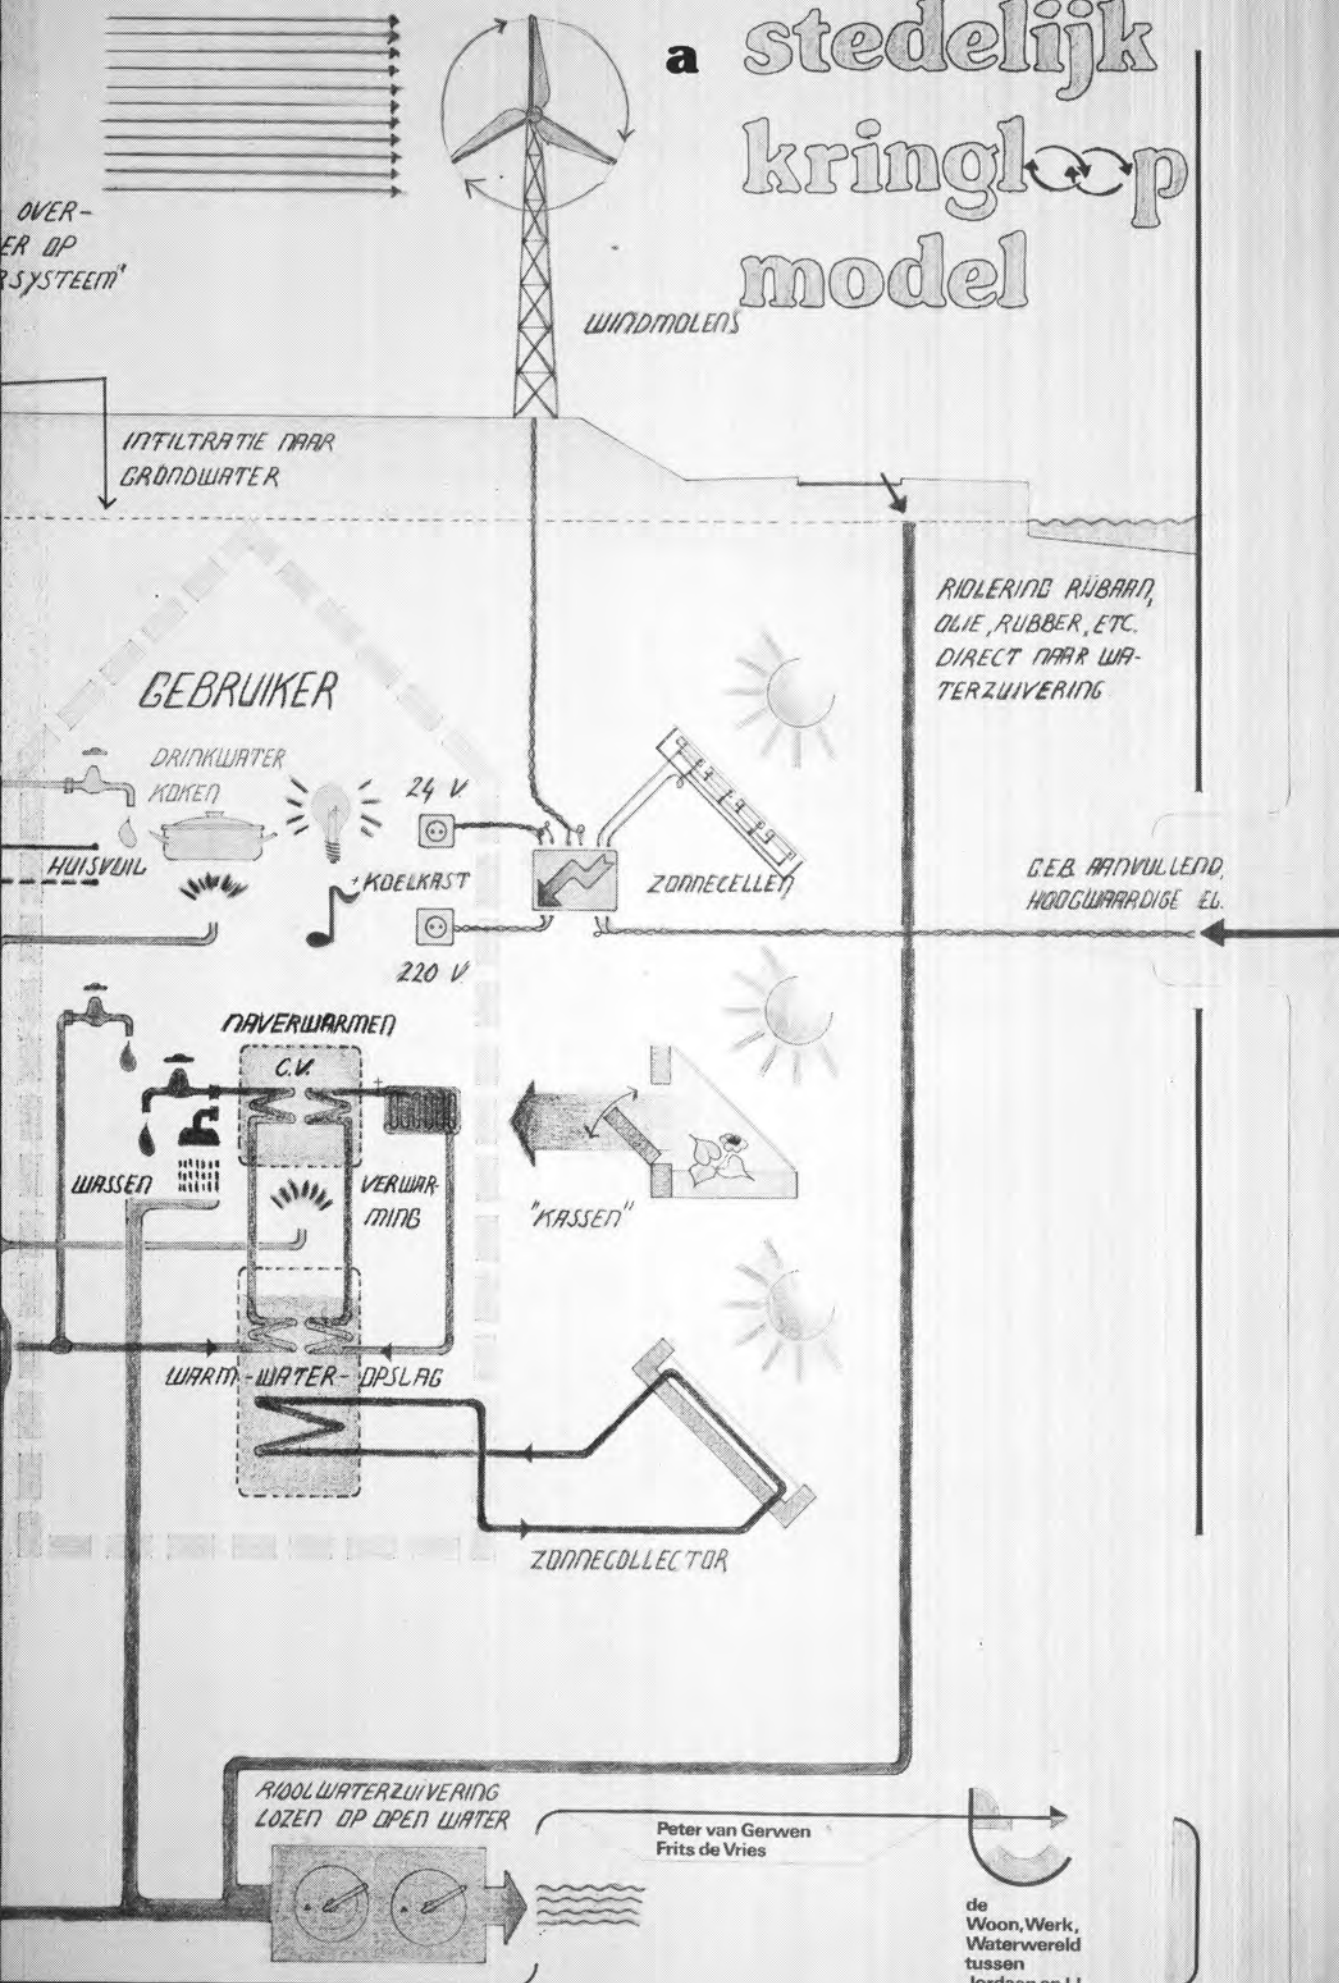 a
stedelijk
kringloop
model
OVER-
ER OP
RSYSTEEM"
WINDMOLENS
INFILTRATIE NAAR
GRONDWATER
RIOLERING RIJBAAN,
OLIE, RUBBER, ETC.
DIRECT NAAR WA-
TERZUIVERING
GEBRUIKER
DRINKWATER
KOKEN
24 V.
HUISVUIL
+ KOELKAST
ZONNECELLEN
GEB. AANVULLEND,
HOOGWAARDIGE EL.
220 V.
NAVERWARMEN
C.V.
WASSEN
VERWAR-
MING
"KASSEN"
WARM-WATER-OPSLAG
ZONNECOLLECTOR
RIOOLWATERZUIVERING
LOZEN OP OPEN WATER
Peter van Gerwen
Frits de Vries
de
Woon, Werk,
Waterwereld
tussen